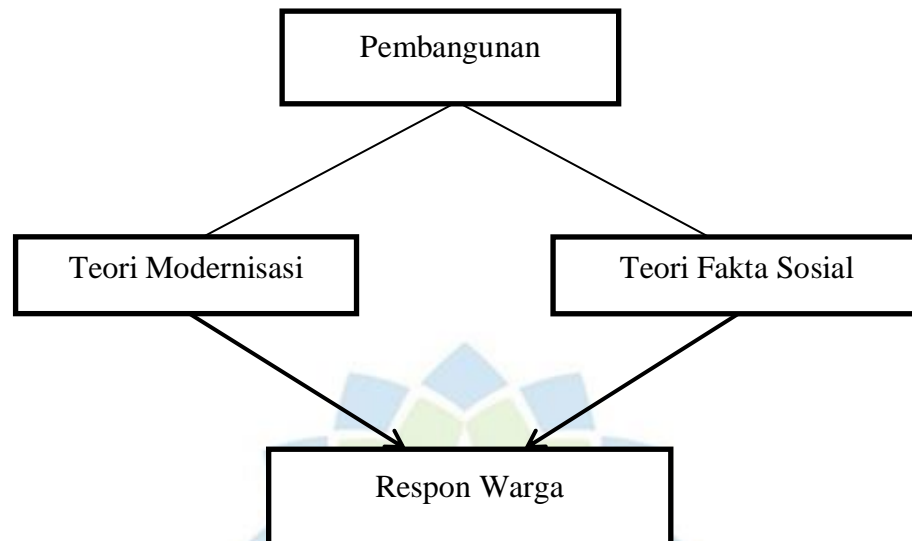 Pembangunan
Teori Modernisasi
Teori Fakta Sosial
Respon Warga